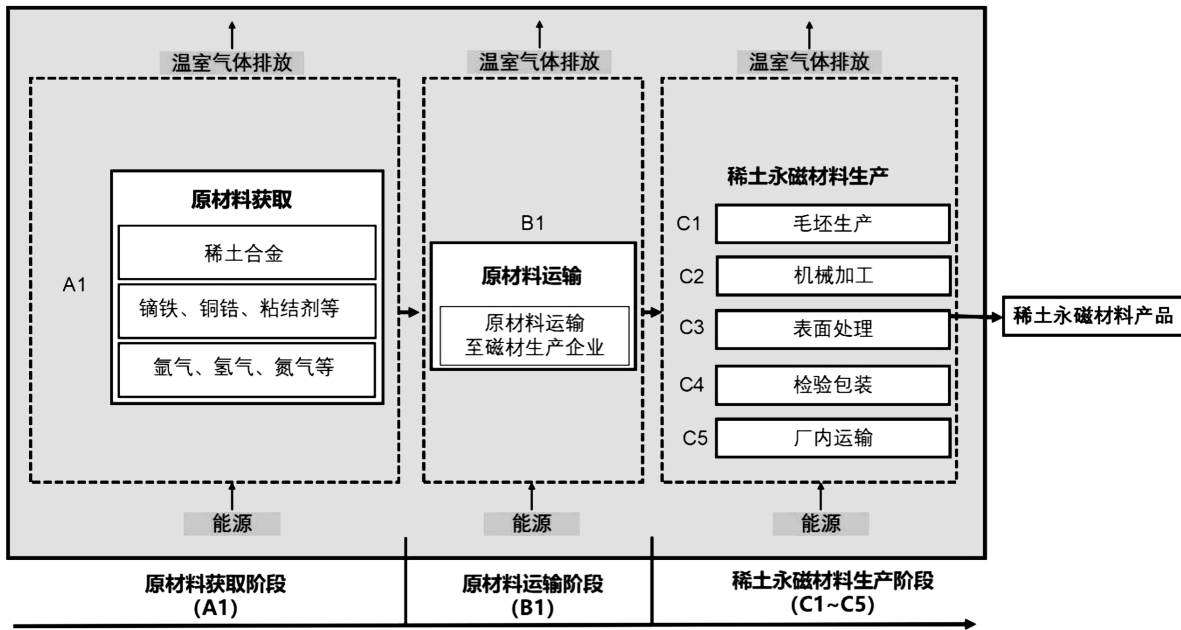 温室气体排放
温室气体排放
温室气体排放
原材料获取
稀土合金
A1
镝铁、铜锆、粘结剂等
氩气、氢气、氮气等
B1
原材料运输
原材料运输
至磁材生产企业
稀土永磁材料生产
C1
毛坯生产
C2
机械加工
C3
表面处理
C4
检验包装
C5
厂内运输
稀土永磁材料产品
能源
能源
能源
原材料获取阶段
（A1）
原材料运输阶段
（B1）
稀土永磁材料生产阶段
（C1~C5）